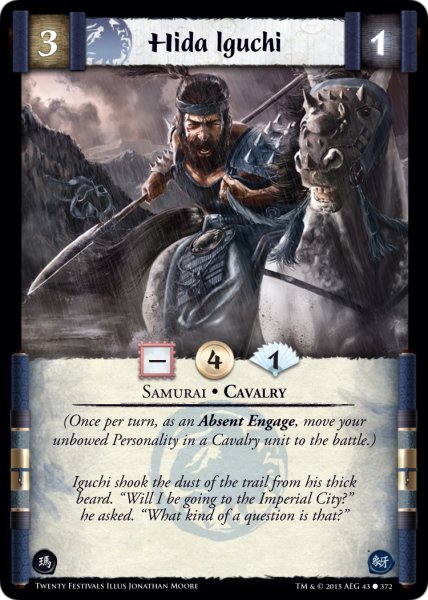 3
Hida Iguchi
1
–
4
1
Samurai • Cavalry
(Once per turn, as an Absent Engage, move your
unbowed Personality in a Cavalry unit to the battle.)
Iguchi shook the dust of the trail from his thick
beard. “Will I be going to the Imperial City?”
he asked. “What kind of a question is that?”
瑪
象牙
Twenty Festivals Illus Jonathan Moore
TM & © 2015 AEG 43 ● 372